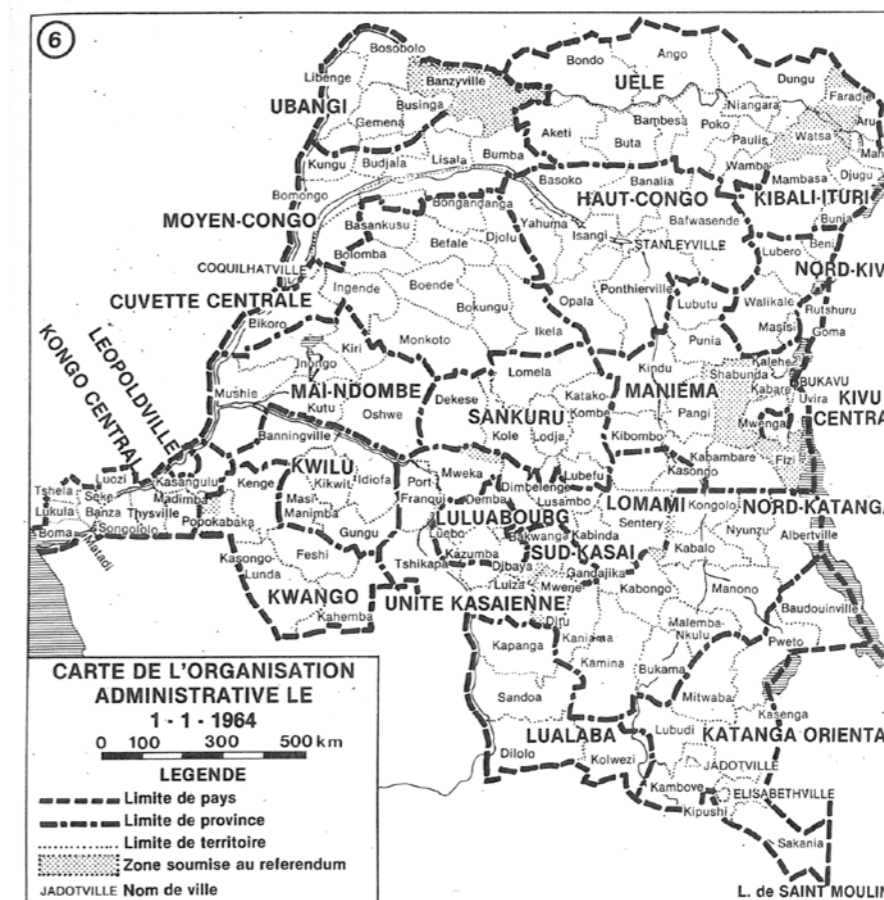 6
Bosobolo
Libenge
Banzyville
UBANGI
Businga
Gemena
Bondo
Ango
UÈLE
Dungu
Faradje
Niangara
Aru
Aketi
Bambesa
Poko
Watsa
Buta
Paulis
Mah
Kungu
Budjala
Lisala
Bumba
Wamba
Djugu
Mambasa
Bomongo
Basoko
Banalia
HAUT-CONGO
KIBALI-ITURI
MOYEN-CONGO
Bongandanga
Basankusu
Yahuma
Bafwasende
Bunia
Befale
Djolu
Isangi
STANLEYVILLE
Lubero
Beni
COQUILHATVILLE
Bolomba
NORD-KIV
CUVETTE CENTRALE
Ingende
Boende
Ponthierville
Lubutu
Walikale
Rutshuru
Bokungu
Opala
Masisi
Goma
Bikoro
Monkoto
Ikela
Punia
Kiri
Inongo
Lomela
Kindu
Kalehe
Shabunda
Kabare
BUKAVU
KONGO CENTRAL
LEOPOLDVILLE
Mushie
MAI-NDOMBE
Dekese
Katako-
Kombe
MANIEMA
Uvira
KIVU
CENTRA
Kutu
Oshwe
SANKURU
Pangi
Mwenga
Banningville
Kole
Lodja
Kibombo
Kabambare
Fizi
KWILU
Kasongo
Luozi
Kasangulu
Kenge
Kikwit
Idiofa
Port-
Franqui
Mweka
Dimbelenge
Lubefu
Tshela
Seke
Madimba
Masi-
Manimba
Demba
Lusambo
LOMAMI
Kongolo
NORD-KATANGA
Lukula
Banza
Thysville
Popokabaka
LULUABOURG
Sentery
Nyunzu
Boma
Songololo
Gungu
Luebo
Bakwanga
Kabinda
Albertville
Matadi
Kasongo-
Lunda
Feshi
Tshikapa
Kazumba
SUD-KASAI
Kabalo
Dibaya
Gandajika
KWANGO
UNITE KASAIENNE
Luiza
Mwene
Ditu
Kabongo
Manono
Baudouinville
Kahemba
Malemba-
Nkulu
Kapanga
Kaniama
Pweto
Kamina
Bukama
Sandoa
Mitwaba
Kasenga
LUALABA
Lubudi
KATANGA ORIENTA
Dilolo
Kolwezi
JADOTVILLE
Kambove
ELISABETHVILLE
Kipushi
Sakania
L. de SAINT MOULIN
CARTE DE L'ORGANISATION
ADMINISTRATIVE LE
1 - 1 - 1964
0 100 300 500 km
LEGENDE
Limite de pays
Limite de province
Limite de territoire
Zone soumise au referendum
JADOTVILLE Nom de ville